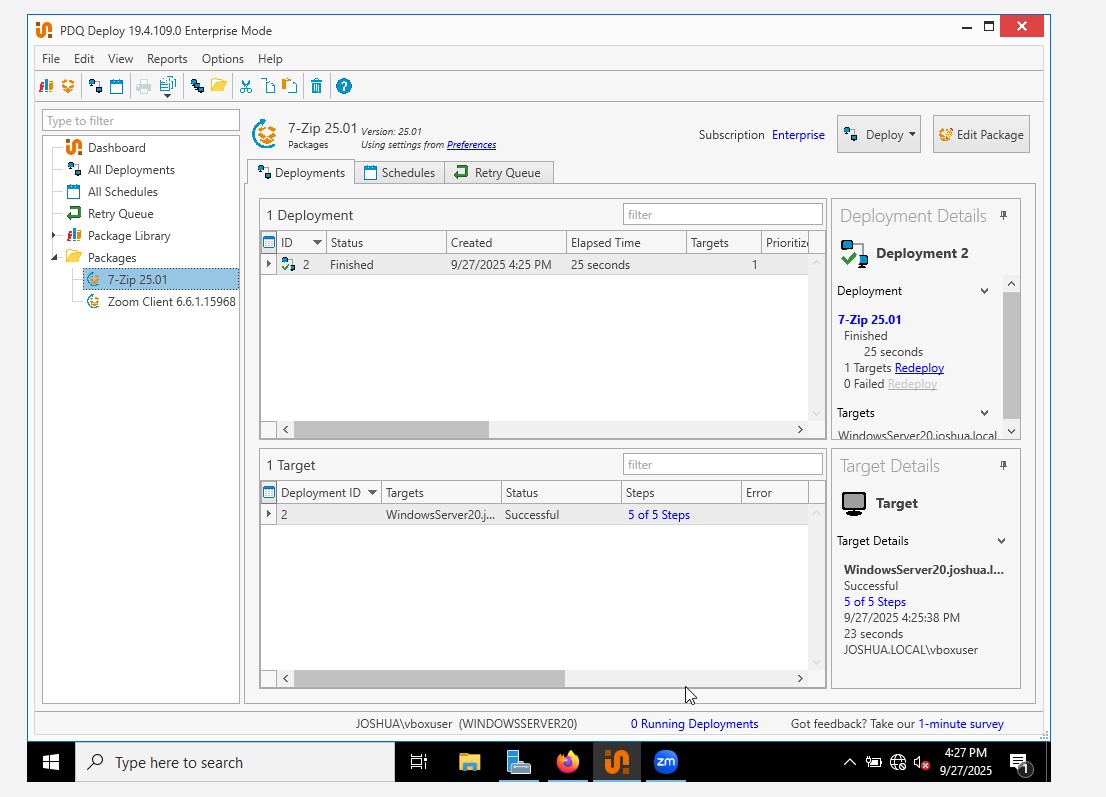 PDQ Deploy 19.4.109.0 Enterprise Mode
File Edit View Reports Options Help
Type to filter
Dashboard
All Deployments
All Schedules
Retry Queue
Package Library
Packages
7-Zip 25.01
Zoom Client 6.6.1.15968
7-Zip 25.01 Version: 25.01
Packages Using settings from Preferences
Subscription Enterprise
Deploy
Edit Package
Deployments Schedules Retry Queue
1 Deployment
filter
ID Status Created Elapsed Time Targets Prioritiz
2 Finished 9/27/2025 4:25 PM 25 seconds 1
1 Target
filter
Deployment ID Targets Status Steps Error
2 WindowsServer20.j... Successful 5 of 5 Steps
Deployment Details
Deployment 2
Deployment
7-Zip 25.01
Finished
25 seconds
1 Targets Redeploy
0 Failed Redeploy
Targets
WindowsServer20.joshua.local
Target Details
Target
Target Details
WindowsServer20.joshua.l...
Successful
5 of 5 Steps
9/27/2025 4:25:38 PM
23 seconds
JOSHUA.LOCAL\vboxuser
JOSHUA\vboxuser (WINDOWSSERVER20)
0 Running Deployments
Got feedback? Take our 1-minute survey
Type here to search
zm
4:27 PM
9/27/2025
1